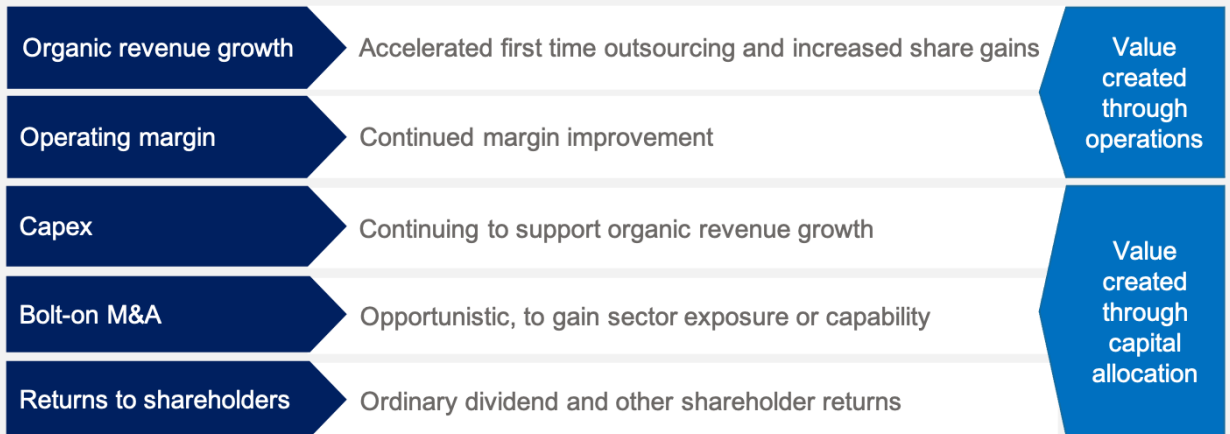 Organic revenue growth
Accelerated first time outsourcing and increased share gains
Operating margin
Continued margin improvement
Value
created
through
operations
Capex
Continuing to support organic revenue growth
Bolt-on M&A
Opportunistic, to gain sector exposure or capability
Returns to shareholders
Ordinary dividend and other shareholder returns
Value
created
through
capital
allocation